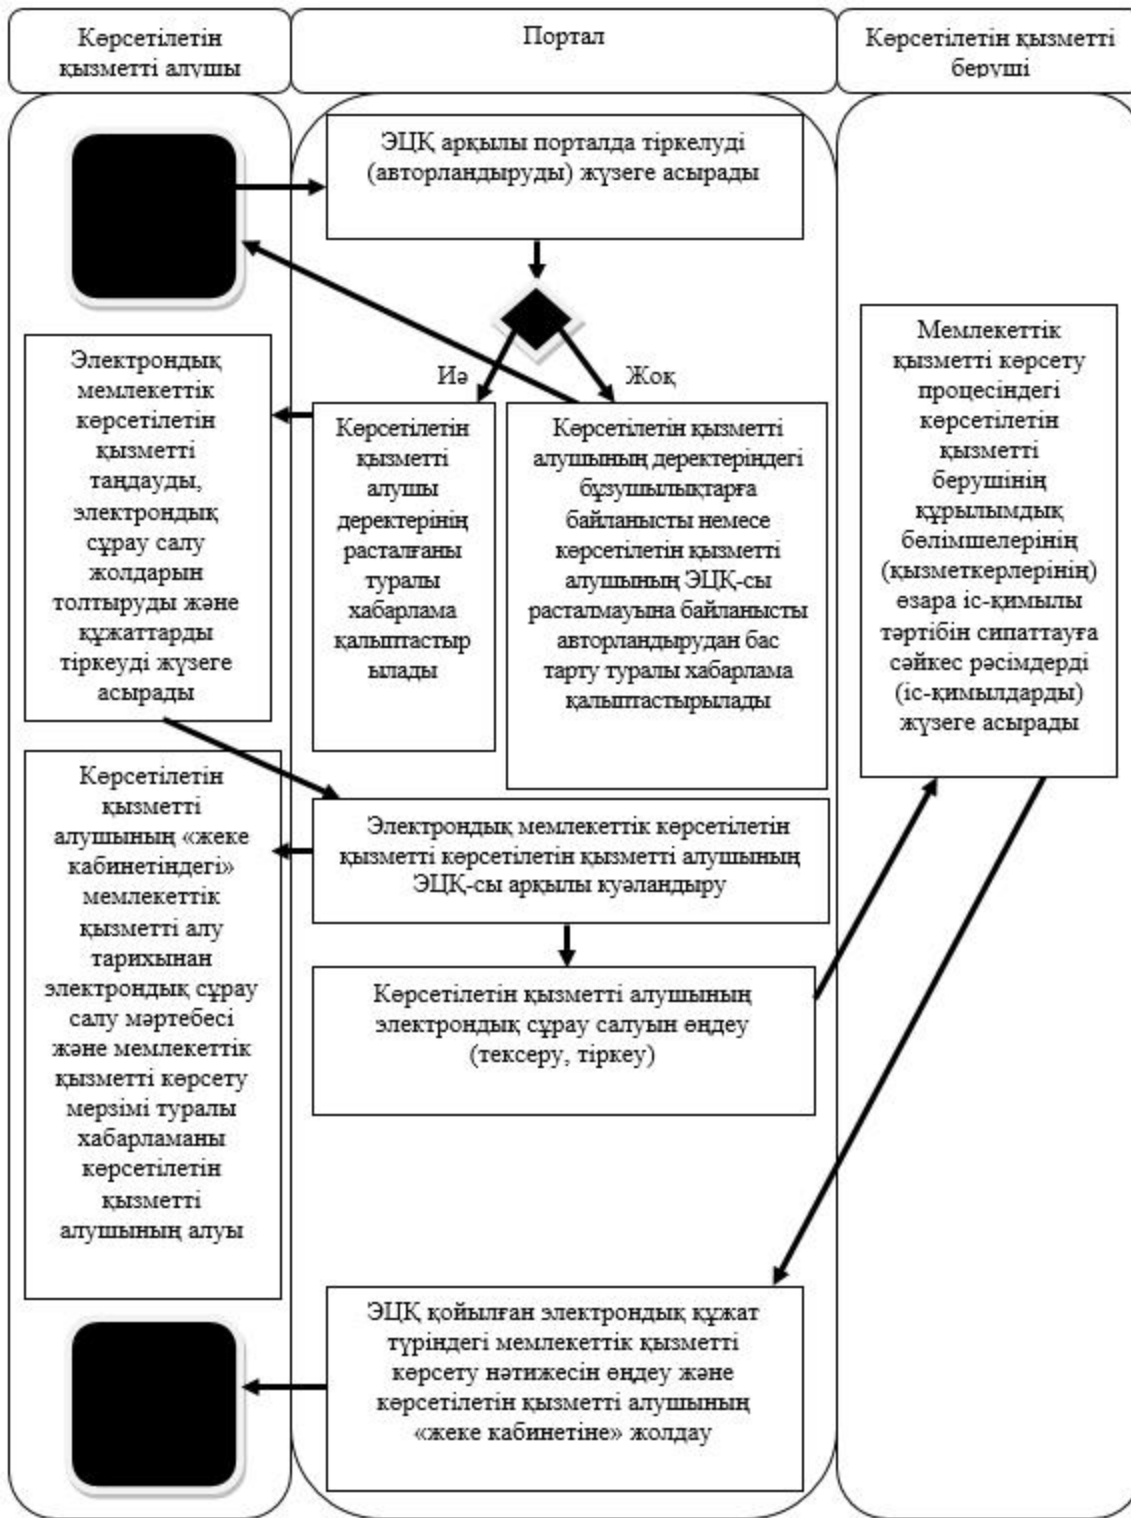 Көрсетілетін
қызметті алушы
Портал
Көрсетілетін қызметті
беруші
ЭЦҚ арқылы порталда тіркелуді
(авторландыруды) жүзеге асырады
Иә
Жоқ
Электрондық
мемлекеттік
көрсетілетін
қызметті
таңдауды,
электрондық
сұрау салу
жолдарын
толтыруды және
құжаттарды
тіркеуді жүзеге
асырады
Көрсетілетін
қызметті
алушы
деректерінің
расталғаны
туралы
хабарлама
қалыптастыр
ылады
Көрсетілетін қызметті
алушының деректеріндегі
бұзушылықтарға
байланысты немесе
көрсетілетін қызметті
алушының ЭЦҚ-сы
расталмауына байланысты
авторландырудан бас
тарту туралы хабарлама
қалыптастырылады
Мемлекеттік
қызметті көрсету
процесіндегі
көрсетілетін
қызметті
берушінің
құрылымдық
бөлімшелерінің
(қызметкерлерінің)
өзара іс-қимылы
тәртібін сипаттауға
сәйкес рәсімдерді
(іс-қимылдарды)
жүзеге асырады
Көрсетілетін
қызметті
алушының «жеке
кабинетіндегі»
мемлекеттік
қызметті алу
тарихынан
электрондық сұрау
салу мәртебесі
және мемлекеттік
қызметті көрсету
мерзімі туралы
хабарламаны
көрсетілетін
қызметті
алушының алуы
Электрондық мемлекеттік көрсетілетін
қызметті көрсетілетін қызметті алушының
ЭЦҚ-сы арқылы куәландыру
Көрсетілетін қызметті алушының
электрондық сұрау салуын өңдеу
(тексеру, тіркеу)
ЭЦҚ қойылған электрондық құжат
түріндегі мемлекеттік қызметті
көрсету нәтижесін өңдеу және
көрсетілетін қызметті алушының
«жеке кабинетіне» жолдау